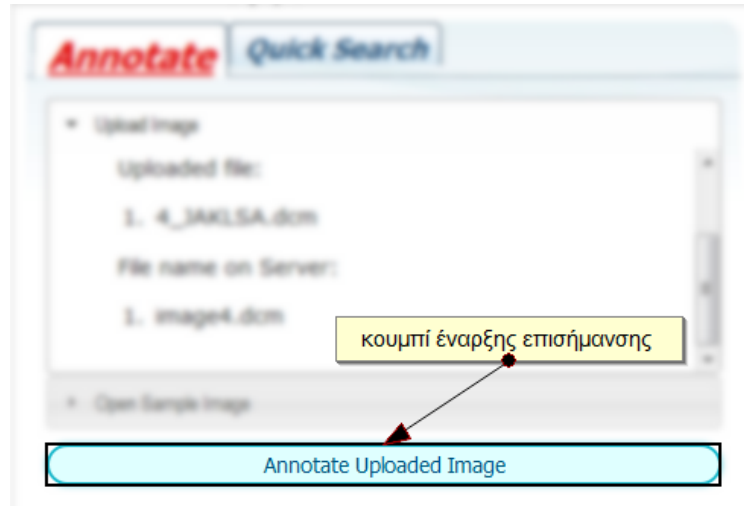 Annotate
Quick Search
Upload Image
Uploaded file:
1. 4_JAKLSA.dcm
File name on Server:
1. image4.dcm
κουμπί έναρξης επισήμανσης
Open Sample Image
Annotate Uploaded Image